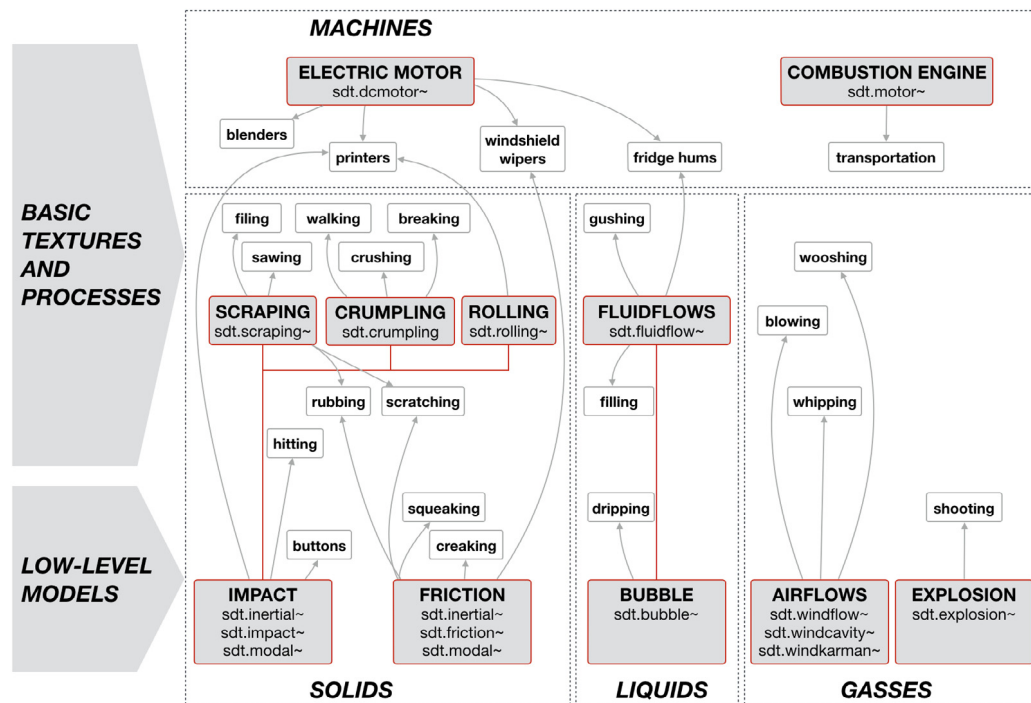 MACHINES
ELECTRIC MOTOR
sdt.dcmotor~
COMBUSTION ENGINE
sdt.motor~
blenders
printers
windshield
wipers
fridge hums
transportation
BASIC
TEXTURES
AND
PROCESSES
filing
walking
breaking
gushing
sawing
crushing
wooshing
SCRAPING
sdt.scraping~
CRUMPLING
sdt.crumpling
ROLLING
sdt.rolling~
FLUIDFLOWS
sdt.fluidflow~
blowing
rubbing
scratching
filling
whipping
hitting
LOW-LEVEL
MODELS
squeaking
dripping
shooting
buttons
creaking
IMPACT
sdt.inertial~
sdt.impact~
sdt.modal~
FRICTION
sdt.inertial~
sdt.friction~
sdt.modal~
BUBBLE
sdt.bubble~
AIRFLOWS
sdt.windflow~
sdt.windcavity~
sdt.windkarman~
EXPLOSION
sdt.explosion~
SOLIDS
LIQUIDS
GASSES